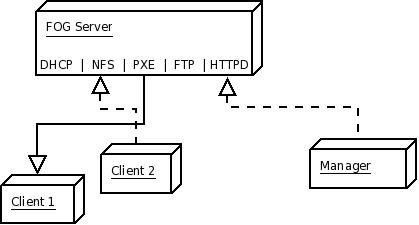 FOG Server
DHCP | NFS | PXE | FTP | HTTPD
Client 2
Manager
Client 1